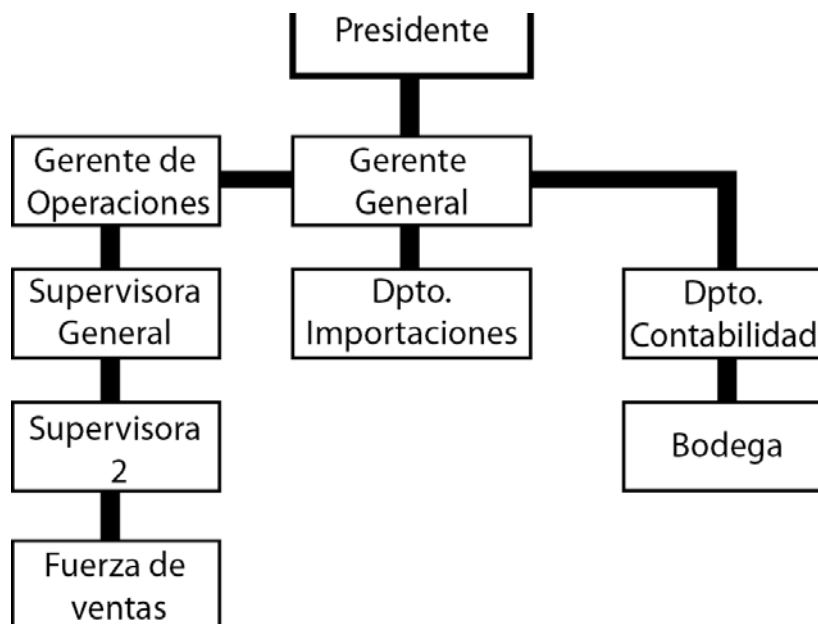 Presidente
Gerente de
Operaciones
Gerente
General
Supervisora
General
Dpto.
Importaciones
Dpto.
Contabilidad
Supervisora
2
Bodega
Fuerza de
ventas